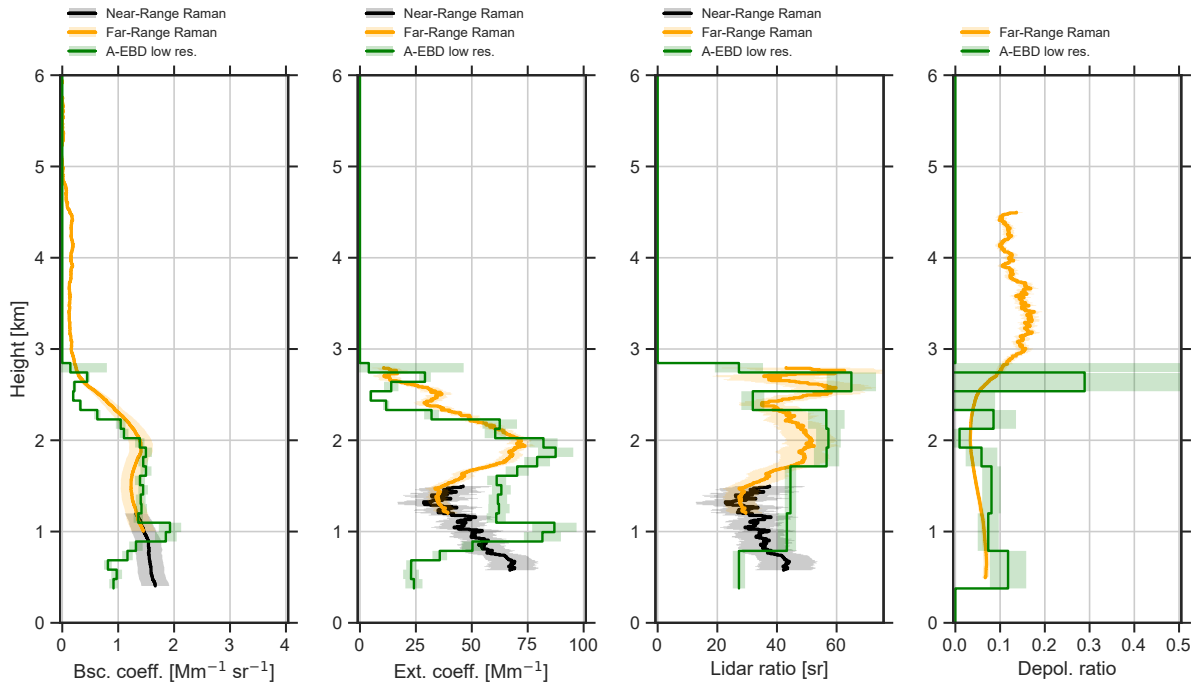 Near-Range Raman
Far-Range Raman
A-EBD low res.
Near-Range Raman
Far-Range Raman
A-EBD low res.
Near-Range Raman
Far-Range Raman
A-EBD low res.
Far-Range Raman
A-EBD low res.
Height [km]
6
5
4
3
2
1
0
0 1 2 3 4
Bsc. coeff. [Mm⁻¹ sr⁻¹]
6
5
4
3
2
1
0
0 25 50 75 100
Ext. coeff. [Mm⁻¹]
6
5
4
3
2
1
0
0 20 40 60
Lidar ratio [sr]
6
5
4
3
2
1
0
0.0 0.1 0.2 0.3 0.4 0.5
Depol. ratio